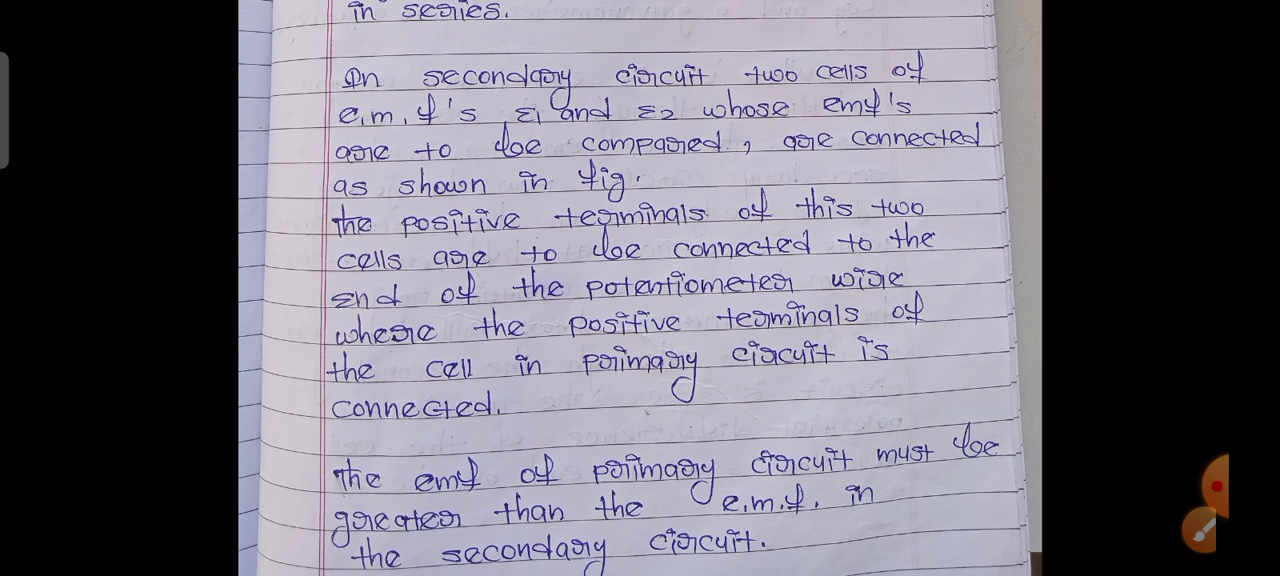 in series.
In secondary circuit two cells of
e.m.f's ε1 and ε2 whose emf's
are to be compared, are connected
as shown in fig.
the positive terminals of this two
cells are to be connected to the
End of the potentiometer wire
where the positive terminals of
the cell in primary circuit is
connected.
the emf of primary circuit must be
greater than the e.m.f. in
the secondary circuit.